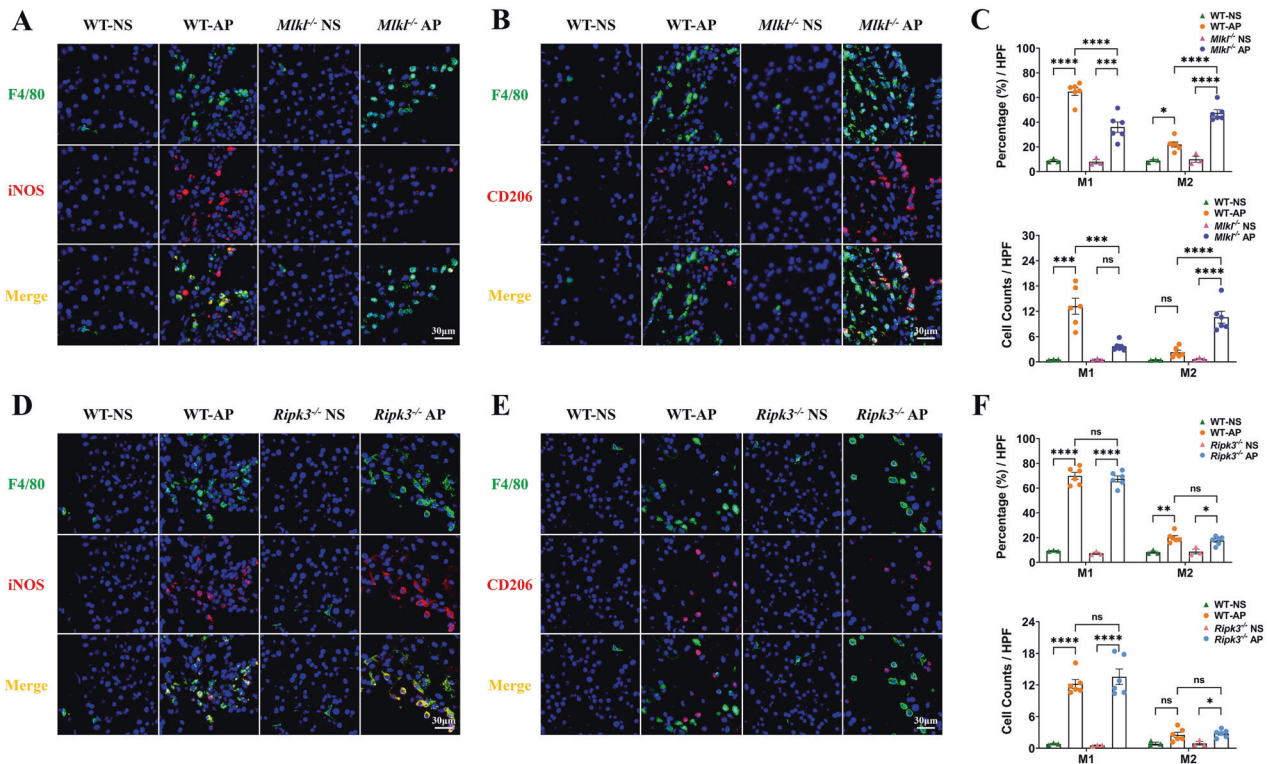 A
WT-NS WT-AP Mlkl-/- NS Mlkl-/- AP
F4/80
iNOS
Merge
30μm
B
WT-NS WT-AP Mlkl-/- NS Mlkl-/- AP
F4/80
CD206
Merge
30μm
C
WT-NS
WT-AP
Mlkl-/- NS
Mlkl-/- AP
Percentage (%) / HPF
100
80
60
40
20
0
**** **** *** * **** ****
M1 M2
WT-NS
WT-AP
Mlkl-/- NS
Mlkl-/- AP
Cell Counts / HPF
30
24
18
12
6
0
*** *** ns ns **** ****
M1 M2
D
WT-NS WT-AP Ripk3-/- NS Ripk3-/- AP
F4/80
iNOS
Merge
30μm
E
WT-NS WT-AP Ripk3-/- NS Ripk3-/- AP
F4/80
CD206
Merge
30μm
F
WT-NS
WT-AP
Ripk3-/- NS
Ripk3-/- AP
Percentage (%) / HPF
100
80
60
40
20
0
**** ns **** ** ns *
M1 M2
WT-NS
WT-AP
Ripk3-/- NS
Ripk3-/- AP
Cell Counts / HPF
30
24
18
12
6
0
**** ns **** ns ns *
M1 M2